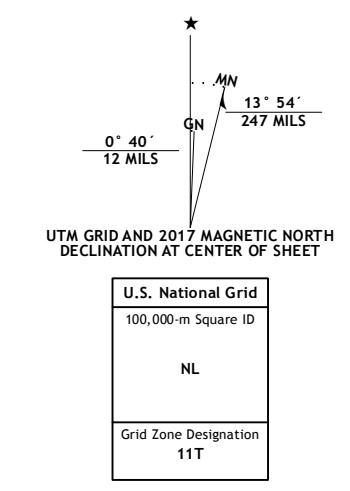 ★
MN
GN
13° 54´
247 MILS
0° 40´
12 MILS
UTM GRID AND 2017 MAGNETIC NORTH
DECLINATION AT CENTER OF SHEET
U.S. National Grid
100,000-m Square ID
NL
Grid Zone Designation
11T